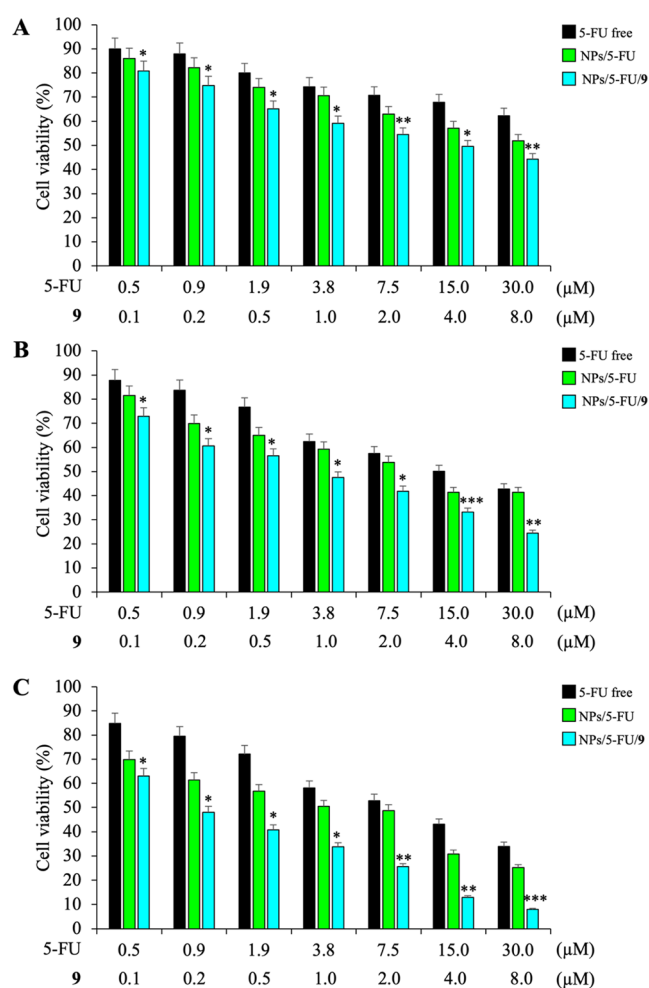 A
100
90
80
70
60
50
40
30
20
10
0
Cell viability (%)
5-FU free
NPs/5-FU
NPs/5-FU/9
* * * * ** * **
5-FU 0.5 0.9 1.9 3.8 7.5 15.0 30.0 (µM)
9 0.1 0.2 0.5 1.0 2.0 4.0 8.0 (µM)
B
100
90
80
70
60
50
40
30
20
10
0
Cell viability (%)
5-FU free
NPs/5-FU
NPs/5-FU/9
* * * * * *** **
5-FU 0.5 0.9 1.9 3.8 7.5 15.0 30.0 (µM)
9 0.1 0.2 0.5 1.0 2.0 4.0 8.0 (µM)
C
100
90
80
70
60
50
40
30
20
10
0
Cell viability (%)
5-FU free
NPs/5-FU
NPs/5-FU/9
* * * * ** ** ***
5-FU 0.5 0.9 1.9 3.8 7.5 15.0 30.0 (µM)
9 0.1 0.2 0.5 1.0 2.0 4.0 8.0 (µM)